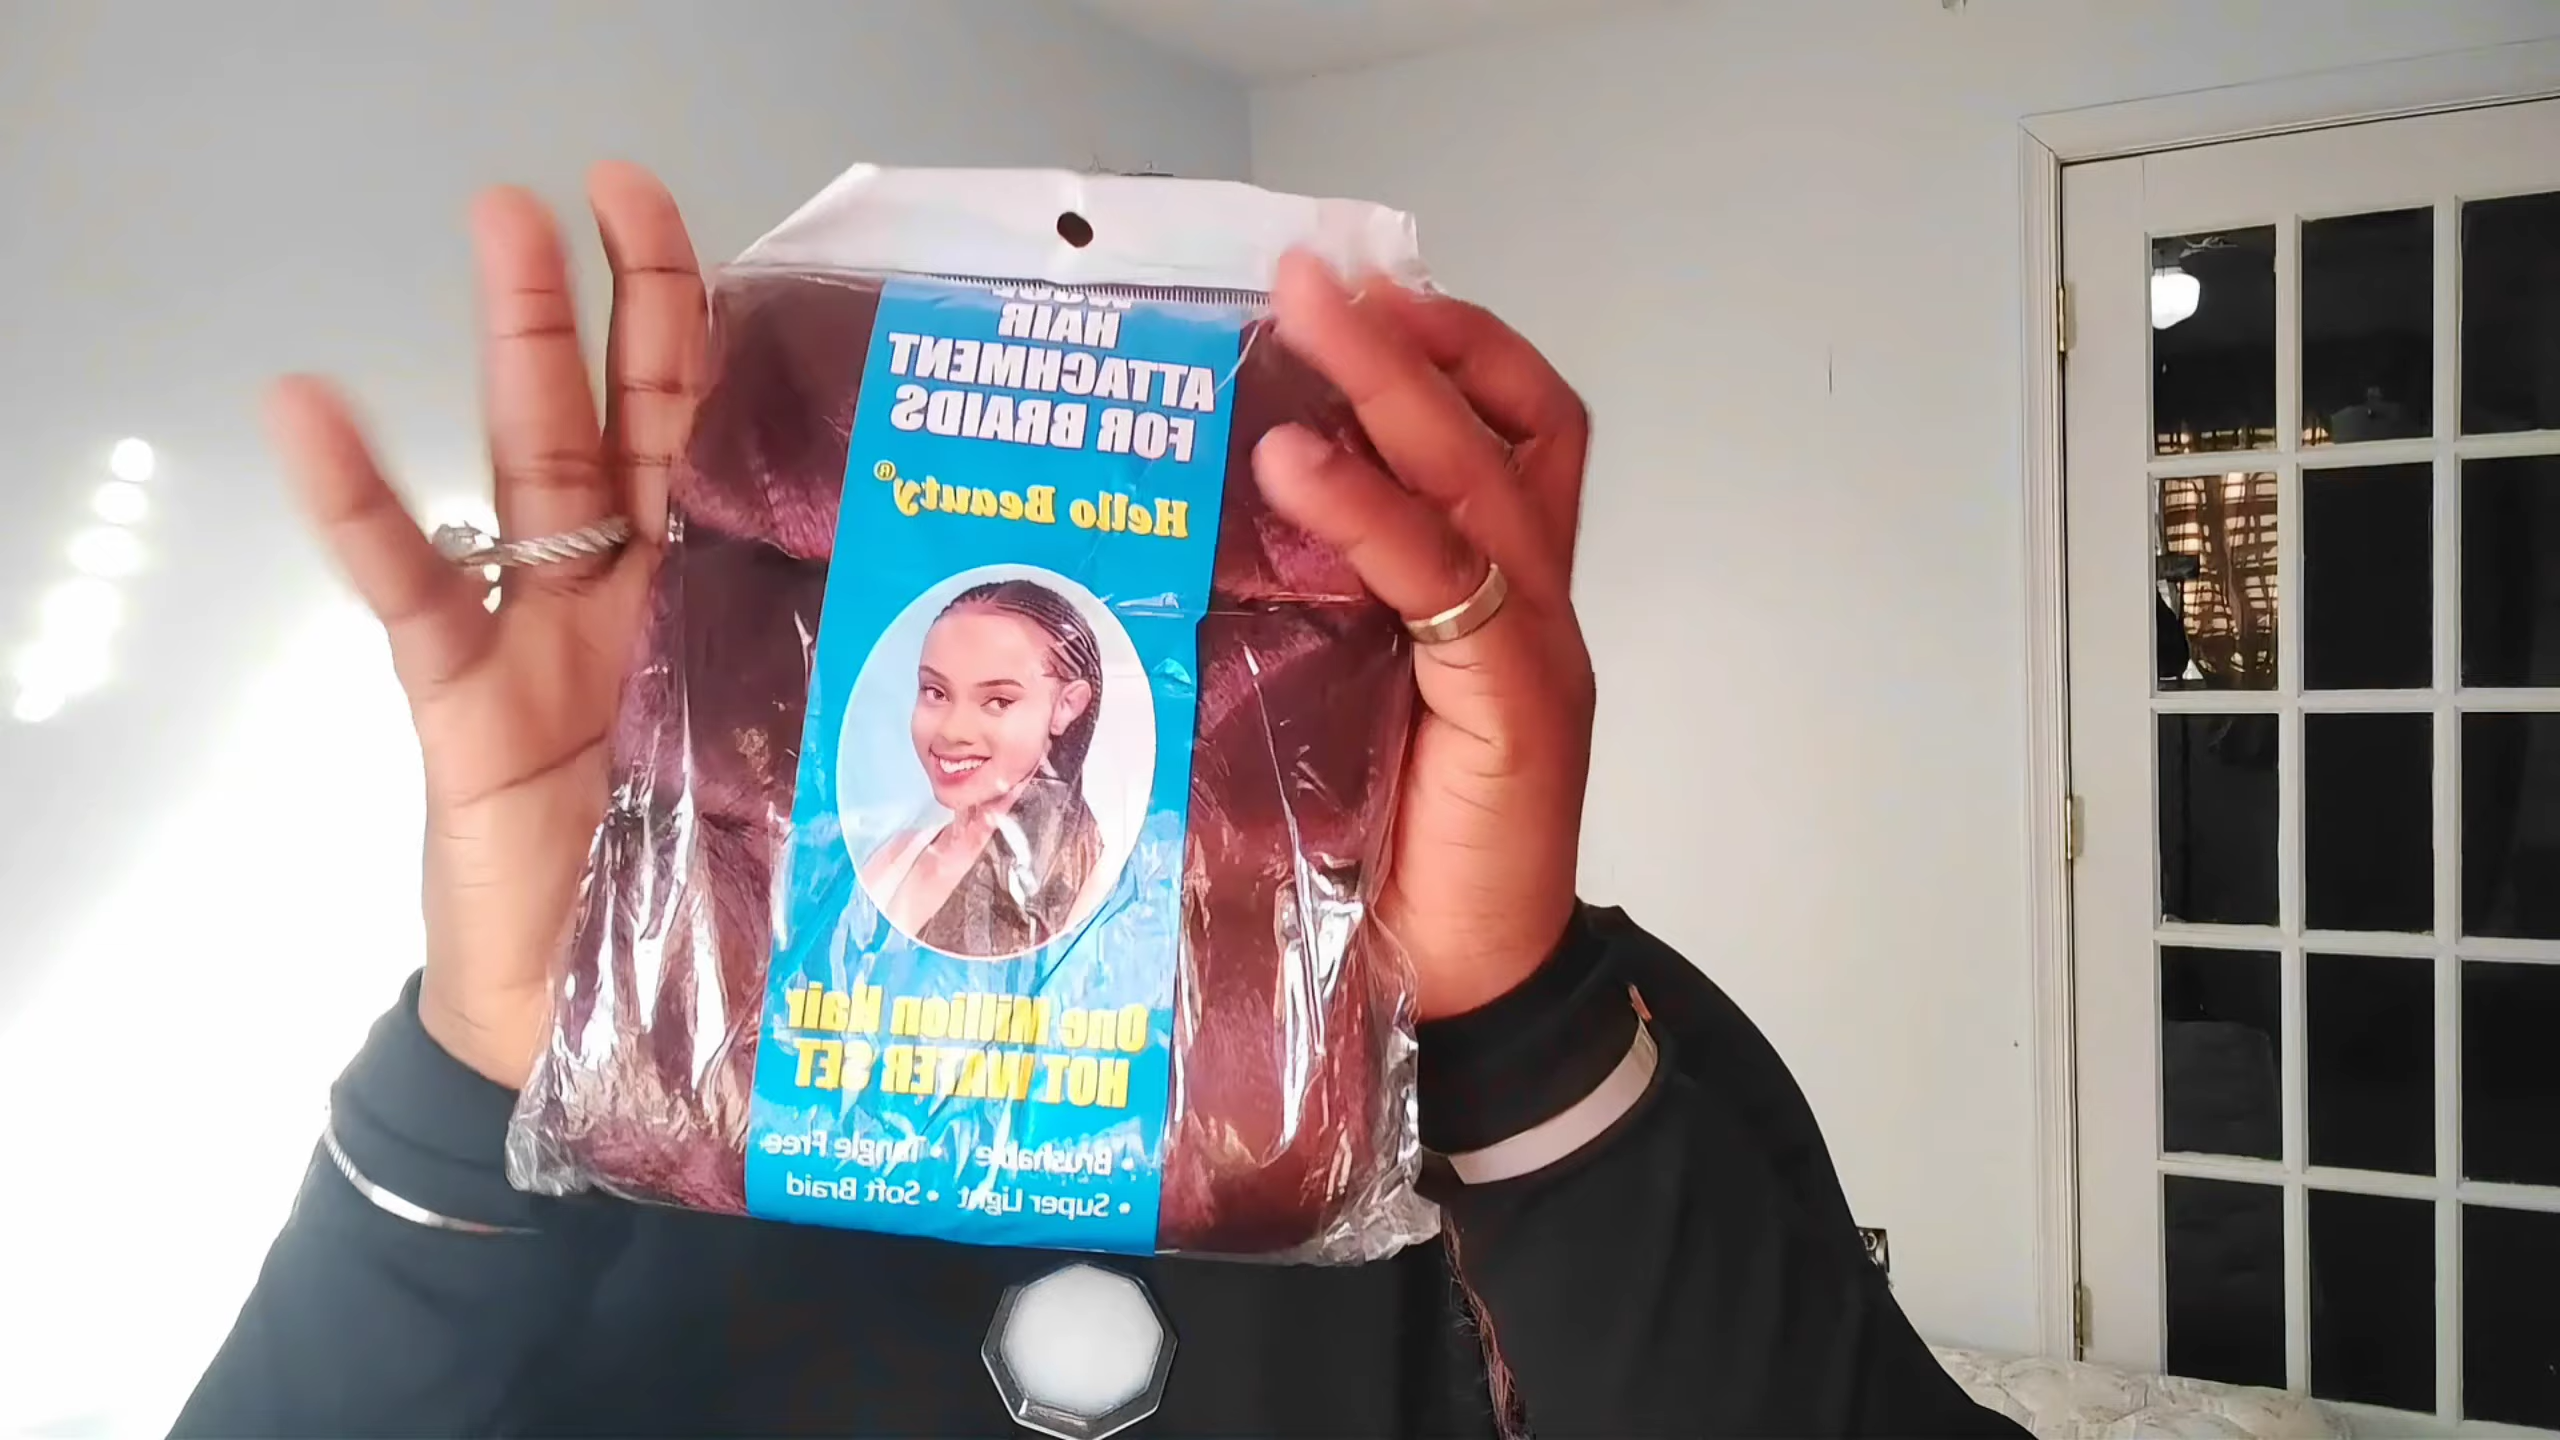 HAIR
ATTACHMENT
FOR BRAIDS
Hello Beauty®
One Million Hair
HOT WATER SET
• Brushable • Tangle Free
• Super Light • Soft Braid